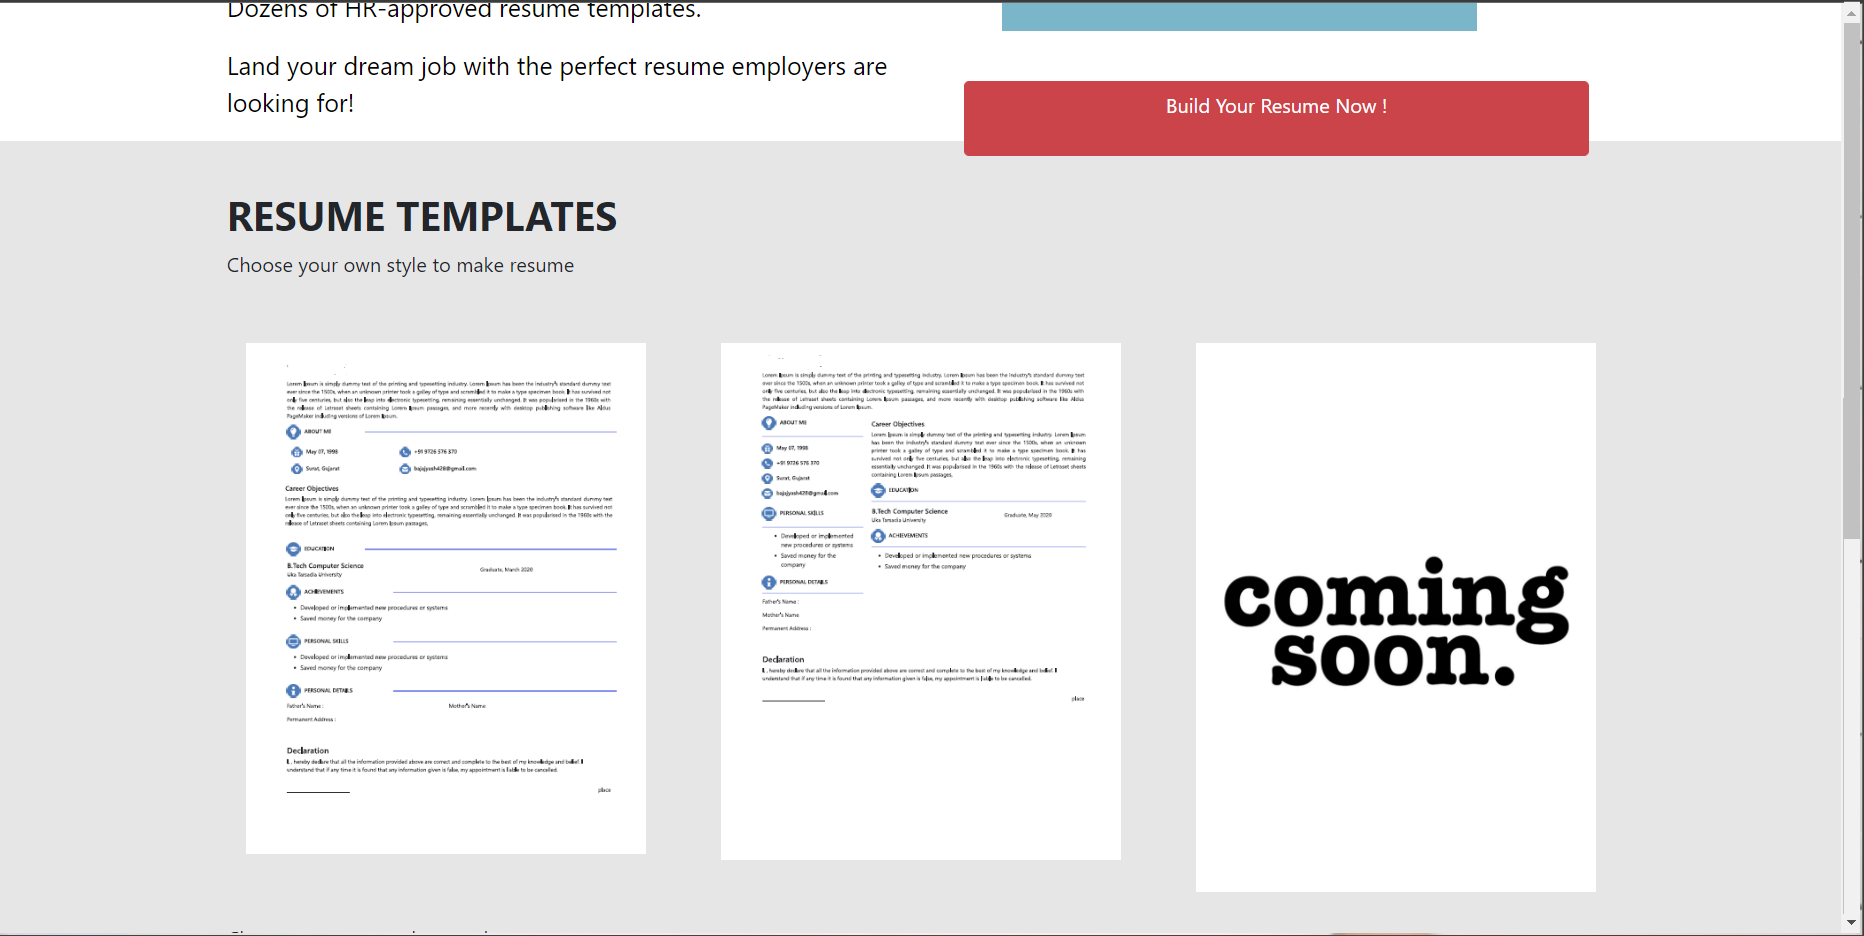 Dozens of HR-approved resume templates.
Land your dream job with the perfect resume employers are
looking for!
Build Your Resume Now !
RESUME TEMPLATES
Choose your own style to make resume
Lorem Ipsum is simply dummy text of the printing and typesetting industry. Lorem Ipsum has been the industry's standard dummy text
ever since the 1500s, when an unknown printer took a galley of type and scrambled it to make a type specimen book. It has survived not
only five centuries, but also the leap into electronic typesetting, remaining essentially unchanged. It was popularised in the 1960s with
the release of Letraset sheets containing Lorem Ipsum passages, and more recently with desktop publishing software like Aldus
PageMaker including versions of Lorem Ipsum.
ABOUT ME
May 07, 1998
+91 9726 576 370
Surat, Gujarat
bajajyash428@gmail.com
Career Objectives
Lorem Ipsum is simply dummy text of the printing and typesetting industry. Lorem Ipsum has been the industry's standard dummy text
ever since the 1500s, when an unknown printer took a galley of type and scrambled it to make a type specimen book. It has survived not
only five centuries, but also the leap into electronic typesetting, remaining essentially unchanged. It was popularised in the 1960s with the
release of Letraset sheets containing Lorem Ipsum passages,
EDUCATION
B.Tech Computer Science
Uka Tarsadia University
Graduate, March 2020
ACHIEVEMENTS
• Developed or implemented new procedures or systems
• Saved money for the company
PERSONAL SKILLS
• Developed or implemented new procedures or systems
• Saved money for the company
PERSONAL DETAILS
Father's Name :
Mother's Name
Permanent Address :
Declaration
I, , hereby declare that all the information provided above are correct and complete to the best of my knowledge and belief. I
understand that if any time it is found that any information given is false, my appointment is liable to be cancelled.
place
Lorem Ipsum is simply dummy text of the printing and typesetting industry. Lorem Ipsum has been the industry's standard dummy text
ever since the 1500s, when an unknown printer took a galley of type and scrambled it to make a type specimen book. It has survived not
only five centuries, but also the leap into electronic typesetting, remaining essentially unchanged. It was popularised in the 1960s with
the release of Letraset sheets containing Lorem Ipsum passages, and more recently with desktop publishing software like Aldus
PageMaker including versions of Lorem Ipsum.
ABOUT ME
May 07, 1998
+91 9726 576 370
Surat, Gujarat
bajajyash428@gmail.com
PERSONAL SKILLS
• Developed or implemented
new procedures or systems
• Saved money for the
company
PERSONAL DETAILS
Father's Name :
Mother's Name
Permanent Address :
Career Objectives
Lorem Ipsum is simply dummy text of the printing and typesetting industry. Lorem Ipsum
has been the industry's standard dummy text ever since the 1500s, when an unknown
printer took a galley of type and scrambled it to make a type specimen book. It has
survived not only five centuries, but also the leap into electronic typesetting, remaining
essentially unchanged. It was popularised in the 1960s with the release of Letraset sheets
containing Lorem Ipsum passages,
EDUCATION
B.Tech Computer Science
Uka Tarsadia University
Graduate, May 2020
ACHIEVEMENTS
• Developed or implemented new procedures or systems
• Saved money for the company
Declaration
I, , hereby declare that all the information provided above are correct and complete to the best of my knowledge and belief. I
understand that if any time it is found that any information given is false, my appointment is liable to be cancelled.
place
coming
soon.